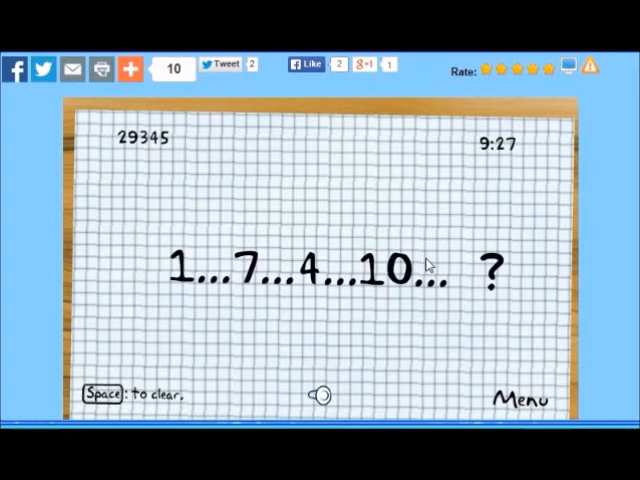 10 Tweet 2 Like 2 g+1 1 Rate:
29345 9:27
1...7...4...10... ?
Space: to clear. Menu